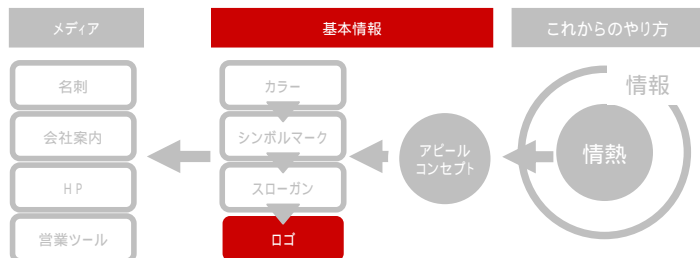 メディア
基本情報
これからのやり方
名刺
会社案内
HP
営業ツール
カラー
シンボルマーク
スローガン
ロゴ
アピール
コンセプト
情報
情熱